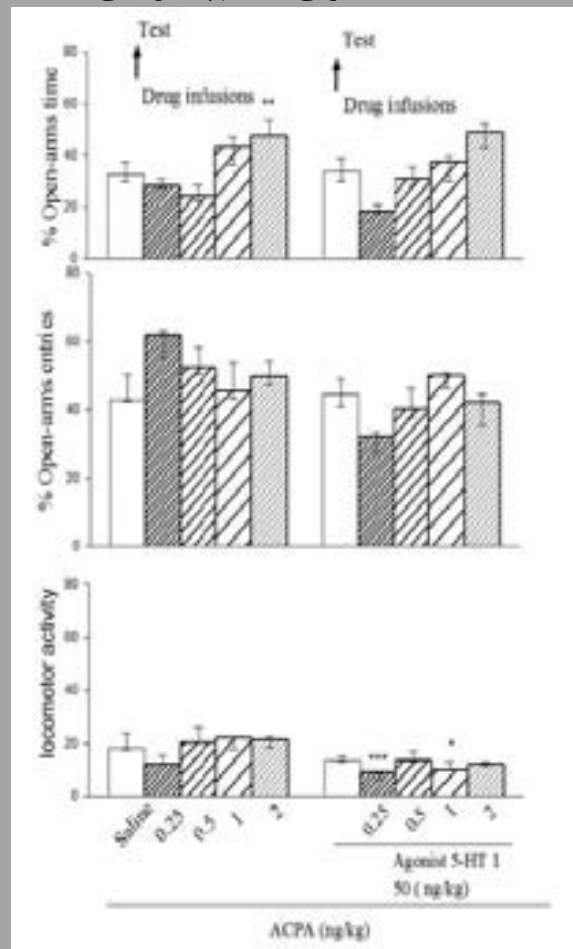 Test
Drug infusions
**
Test
Drug infusions
% Open-arms time
80
60
40
20
0
% Open-arms entries
80
60
40
20
0
locomotor activity
80
60
40
20
0
***
*
Saline
0.25
0.5
1
2
0.25
0.5
1
2
Agonist 5-HT 1
50 ( ng/kg)
ACPA (ng/kg)